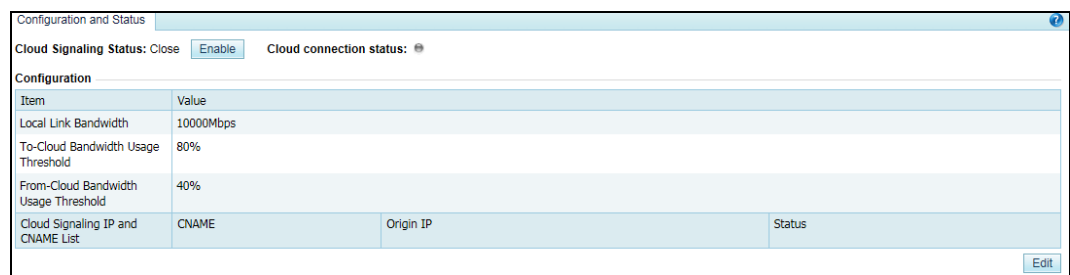 Configuration and Status
?
Cloud Signaling Status: Close Enable Cloud connection status:
Configuration
Item Value
Local Link Bandwidth 10000Mbps
To-Cloud Bandwidth Usage 80%
Threshold
From-Cloud Bandwidth 40%
Usage Threshold
Cloud Signaling IP and CNAME Origin IP Status
CNAME List
Edit